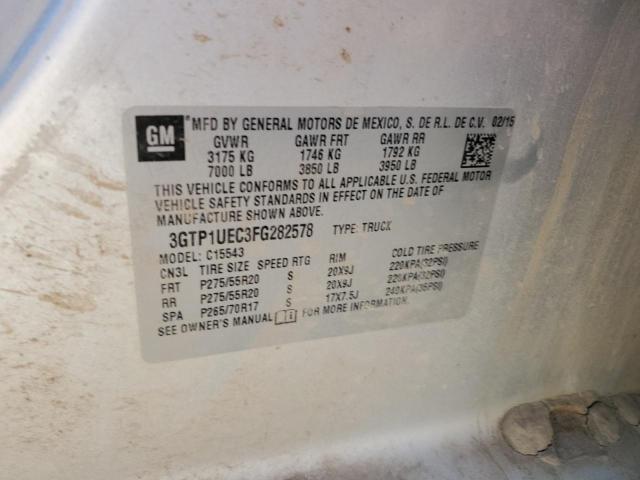 GM ® MFD BY GENERAL MOTORS DE MEXICO, S. DE R.L. DE C.V. 02/15
GVWR GAWR FRT GAWR RR
3175 KG 1746 KG 1792 KG
7000 LB 3850 LB 3950 LB
THIS VEHICLE CONFORMS TO ALL APPLICABLE U.S. FEDERAL MOTOR
VEHICLE SAFETY STANDARDS IN EFFECT ON THE DATE OF
MANUFACTURE SHOWN ABOVE.
3GTP1UEC3FG282578 TYPE: TRUCK
MODEL: C15543
CN3L TIRE SIZE SPEED RTG RIM COLD TIRE PRESSURE
FRT P275/55R20 S 20X9J 220KPA(32PSI)
RR P275/55R20 S 20X9J 220KPA(32PSI)
SPA P265/70R17 S 17X7.5J 240KPA(35PSI)
SEE OWNER'S MANUAL FOR MORE INFORMATION.